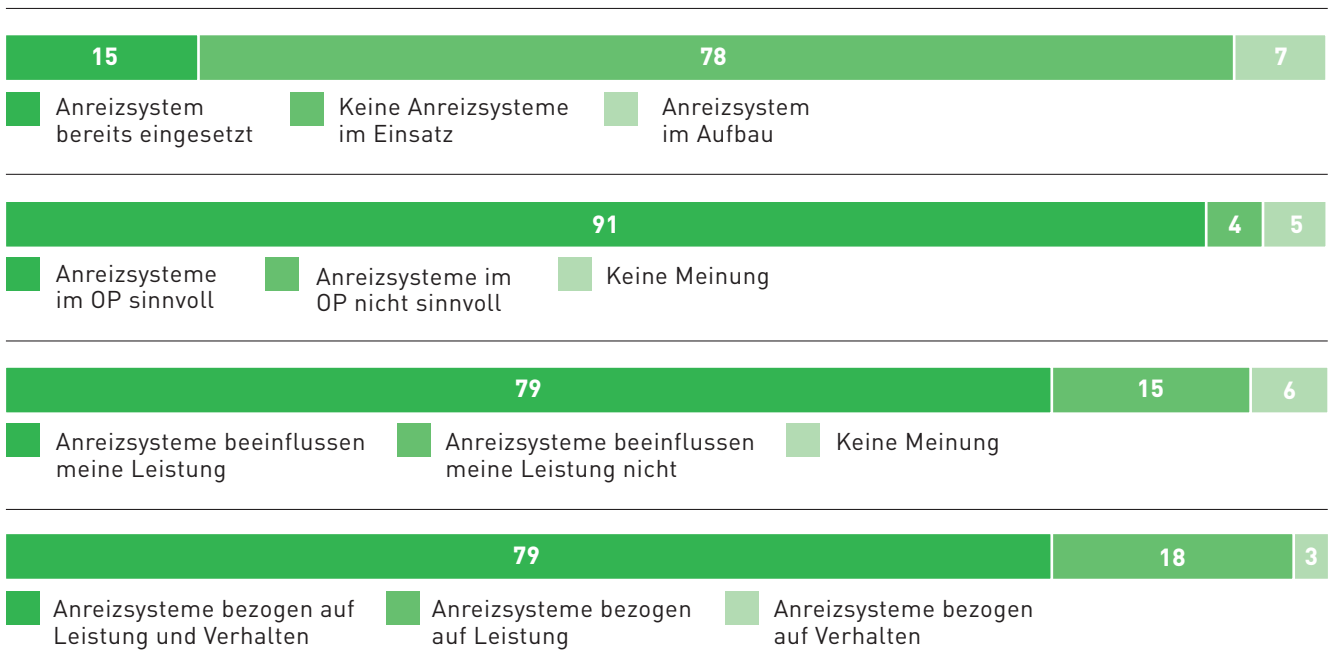 15 78 7
Anreizsystem
bereits eingesetzt
Keine Anreizsysteme
im Einsatz
Anreizsystem
im Aufbau
91 4 5
Anreizsysteme
im OP sinnvoll
Anreizsysteme im
OP nicht sinnvoll
Keine Meinung
79 15 6
Anreizsysteme beeinflussen
meine Leistung
Anreizsysteme beeinflussen
meine Leistung nicht
Keine Meinung
79 18 3
Anreizsysteme bezogen auf
Leistung und Verhalten
Anreizsysteme bezogen
auf Leistung
Anreizsysteme bezogen
auf Verhalten